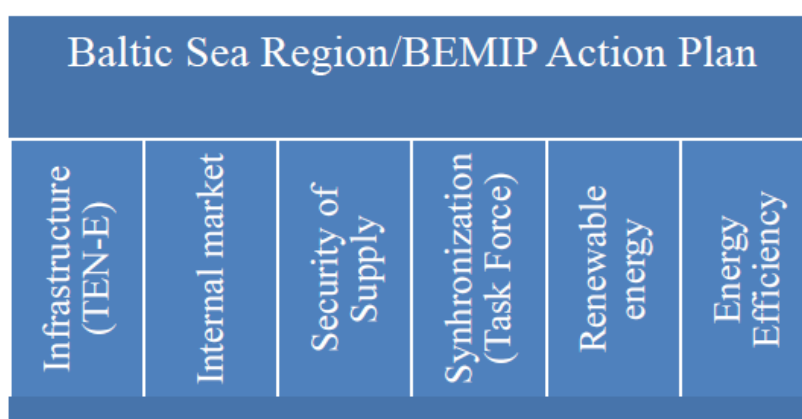 Baltic Sea Region/BEMIP Action Plan
Infrastructure
(TEN-E)
Internal market
Security of
Supply
Synhronization
(Task Force)
Renewable
energy
Energy
Efficiency